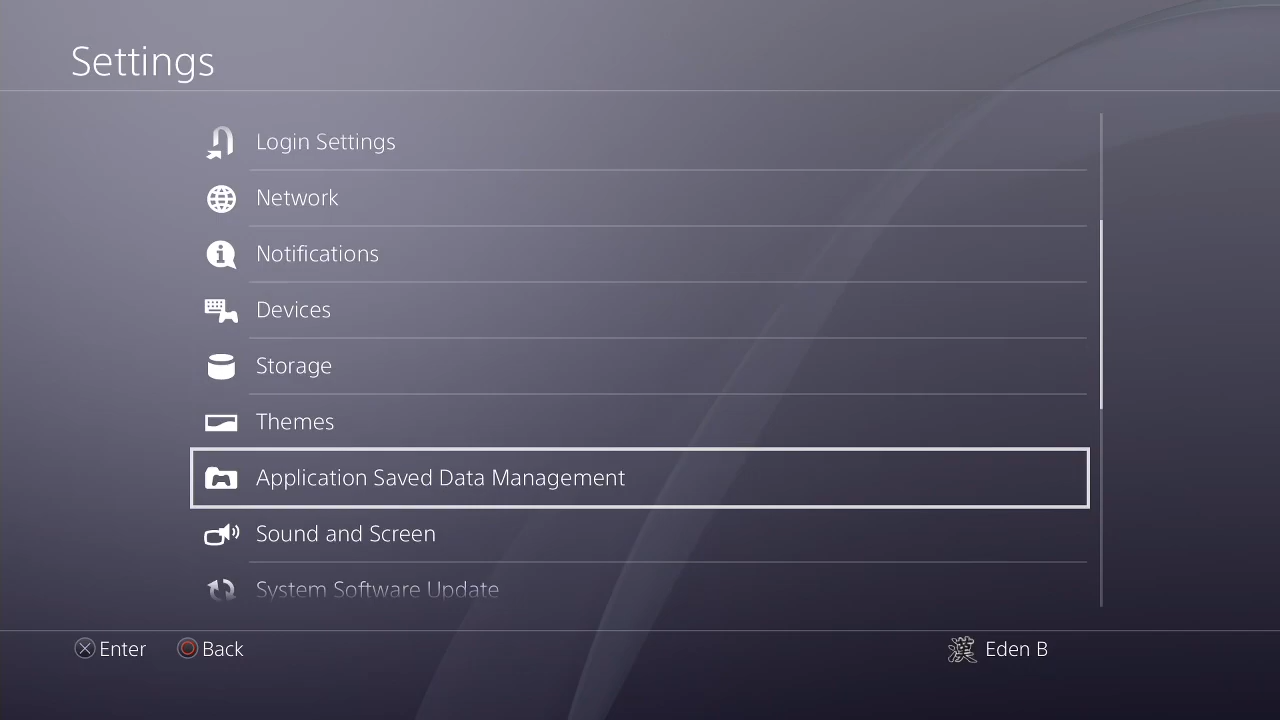 Settings
Login Settings
Network
Notifications
Devices
Storage
Themes
Application Saved Data Management
Sound and Screen
System Software Update
Enter
Back
漢
Eden B